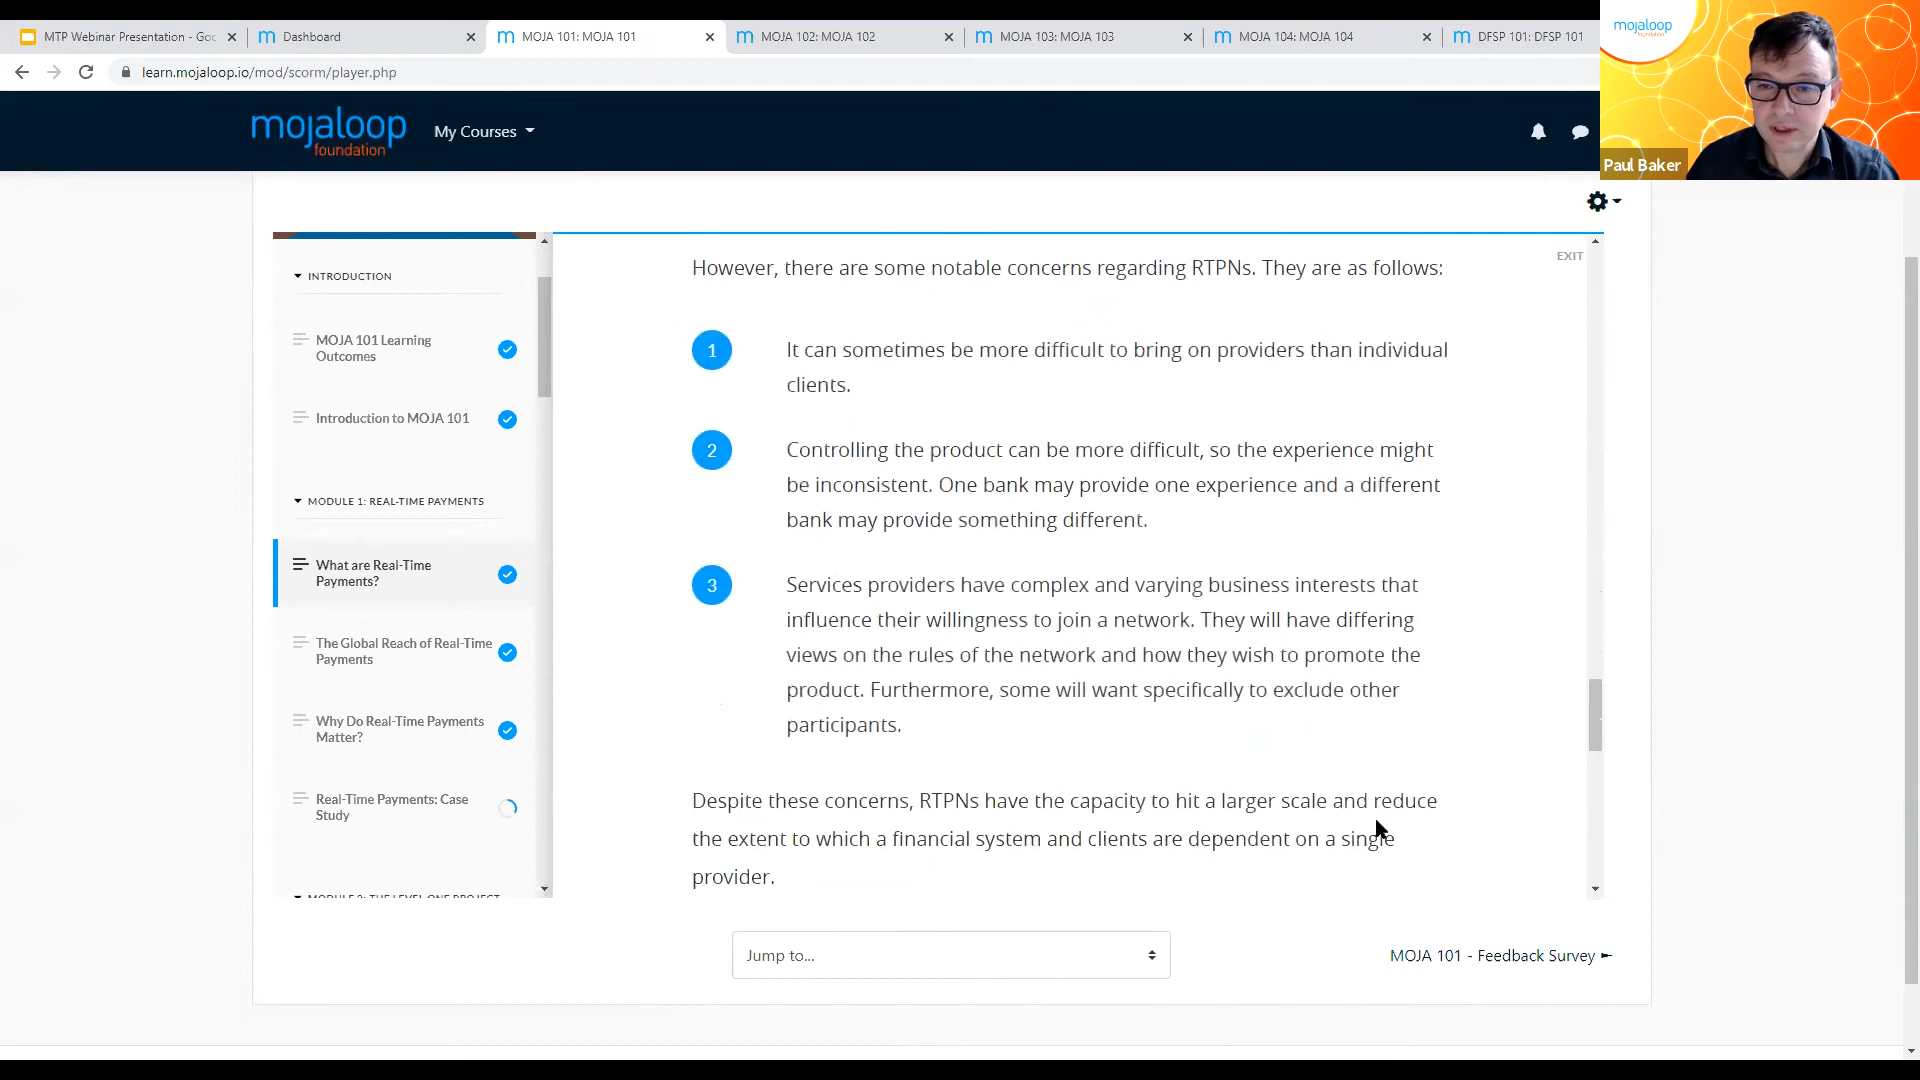 MTP Webinar Presentation - Goo
Dashboard
MOJA 101: MOJA 101
MOJA 102: MOJA 102
MOJA 103: MOJA 103
MOJA 104: MOJA 104
DFSP 101: DFSP 101
learn.mojaloop.io/mod/scorm/player.php
mojaloop
foundation
Paul Baker
mojaloop
foundation
My Courses
INTRODUCTION
MOJA 101 Learning
Outcomes
Introduction to MOJA 101
MODULE 1: REAL-TIME PAYMENTS
What are Real-Time
Payments?
The Global Reach of Real-Time
Payments
Why Do Real-Time Payments
Matter?
Real-Time Payments: Case
Study
MODULE 2: THE LEVEL ONE PROJECT
EXIT
However, there are some notable concerns regarding RTPNs. They are as follows:
1
It can sometimes be more difficult to bring on providers than individual
clients.
2
Controlling the product can be more difficult, so the experience might
be inconsistent. One bank may provide one experience and a different
bank may provide something different.
3
Services providers have complex and varying business interests that
influence their willingness to join a network. They will have differing
views on the rules of the network and how they wish to promote the
product. Furthermore, some will want specifically to exclude other
participants.
Despite these concerns, RTPNs have the capacity to hit a larger scale and reduce
the extent to which a financial system and clients are dependent on a single
provider.
Jump to...
MOJA 101 - Feedback Survey ►